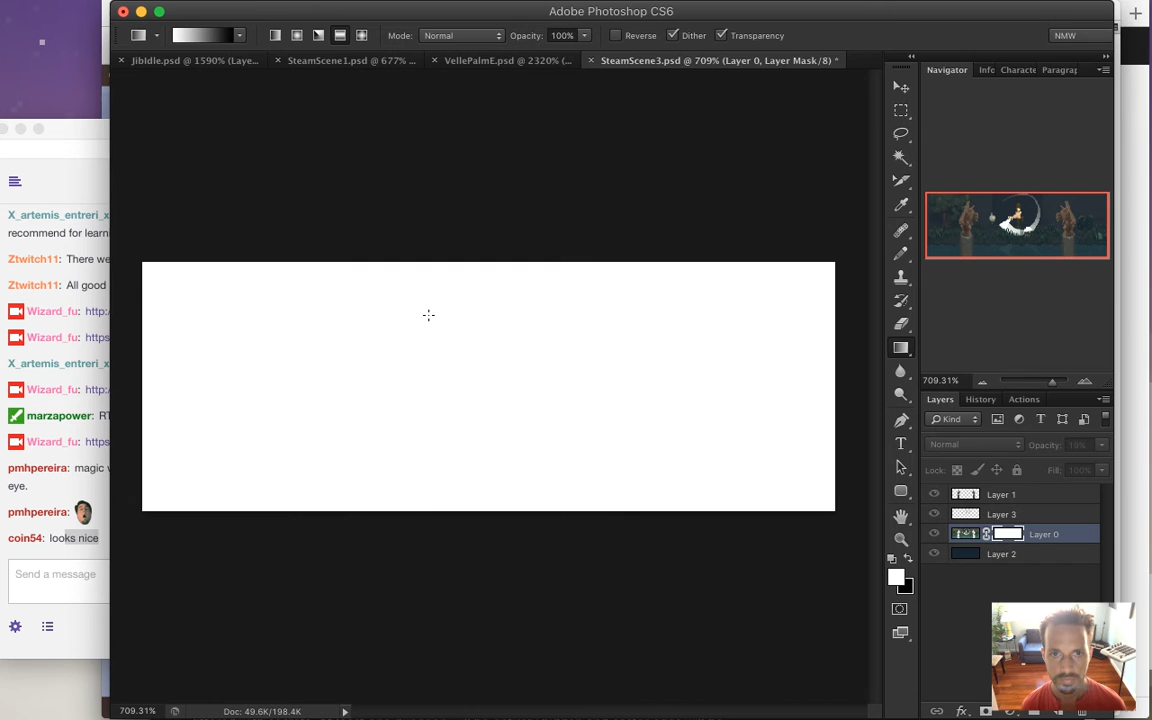 Adobe Photoshop CS6
Mode: Normal Opacity: 100% Reverse Dither Transparency NMW
JibIdle.psd @ 1590% (Laye... SteamScene1.psd @ 677% ... VellePalmE.psd @ 2320% (... SteamScene3.psd @ 709% (Layer 0, Layer Mask/8) *
Navigator Info Characte Paragrap
709.31%
Layers History Actions
Kind
Normal Opacity: 18%
Lock: Fill: 100%
Layer 1
Layer 3
Layer 0
Layer 2
X_artemis_entreri_x
recommend for learn
Ztwitch11: There we
Ztwitch11: All good
Wizard_fu: http:/
Wizard_fu: https
X_artemis_entreri_x
Wizard_fu: http:/
marzapower: RT
Wizard_fu: https
pmhpereira: magic w
eye.
pmhpereira:
coin54: looks nice
Send a message
709.31% Doc: 49.6K/198.4K